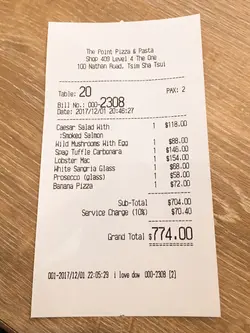 The Point Pizza & Pasta
Shop 409 Level 4 The One
100 Nathan Road, Tsim Sha Tsui
Table: 20 PAX: 2
Bill No.: 000-2308
Date: 2017/12/01 20:46:27
Caesar Salad With 1 $118.00
:Smoked Salmon
Wild Mushrooms With Egg 1 $88.00
Spag Tuffle Carbonara 1 $146.00
Lobster Mac 1 $154.00
White Sangria Glass 1 $68.00
Prosecco (glass) 1 $58.00
Banana Pizza 1 $72.00
Sub-Total $704.00
Service Charge (10%) $70.40
Grand Total $774.00
001-2017/12/01 22:05:29 i love dow 000-2308 [2]